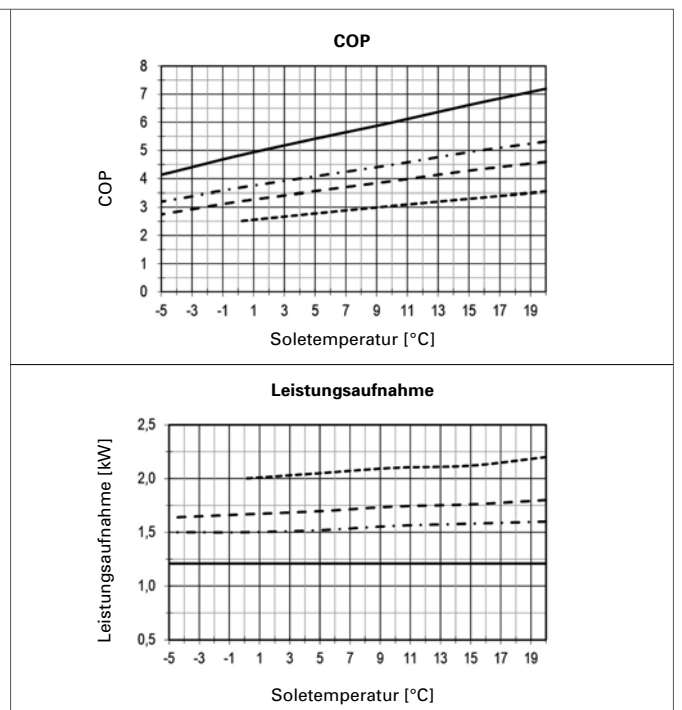 COP
8
7
6
5
4
3
2
1
0
COP
-5 -3 -1 1 3 5 7 9 11 13 15 17 19
Soletemperatur [°C]
Leistungsaufnahme
2,5
2,0
1,5
1,0
0,5
Leistungsaufnahme [kW]
-5 -3 -1 1 3 5 7 9 11 13 15 17 19
Soletemperatur [°C]